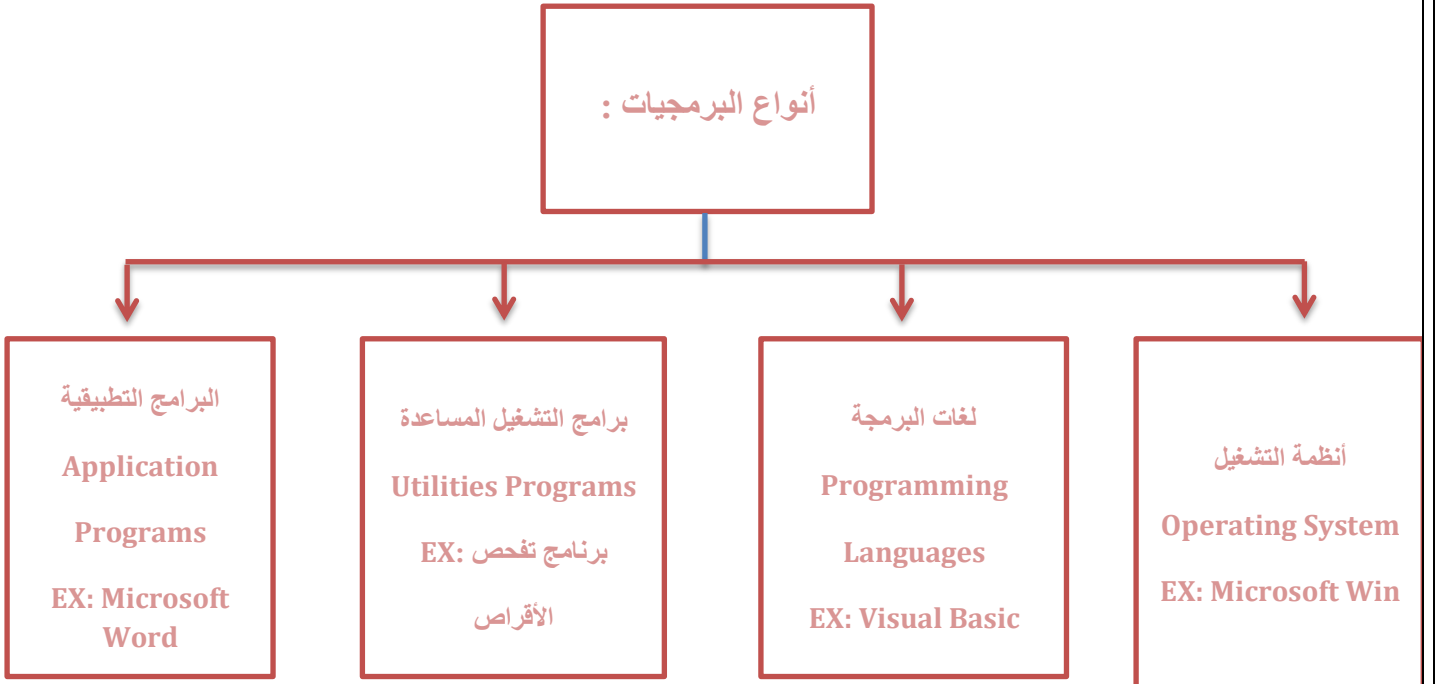 أنواع البرمجيات :
أنظمة التشغيل
Operating System
EX: Microsoft Win
لغات البرمجة
Programming
Languages
EX: Visual Basic
برامج التشغيل المساعدة
Utilities Programs
EX: برنامج تفحص
الأقراص
البرامج التطبيقية
Application
Programs
EX: Microsoft
Word